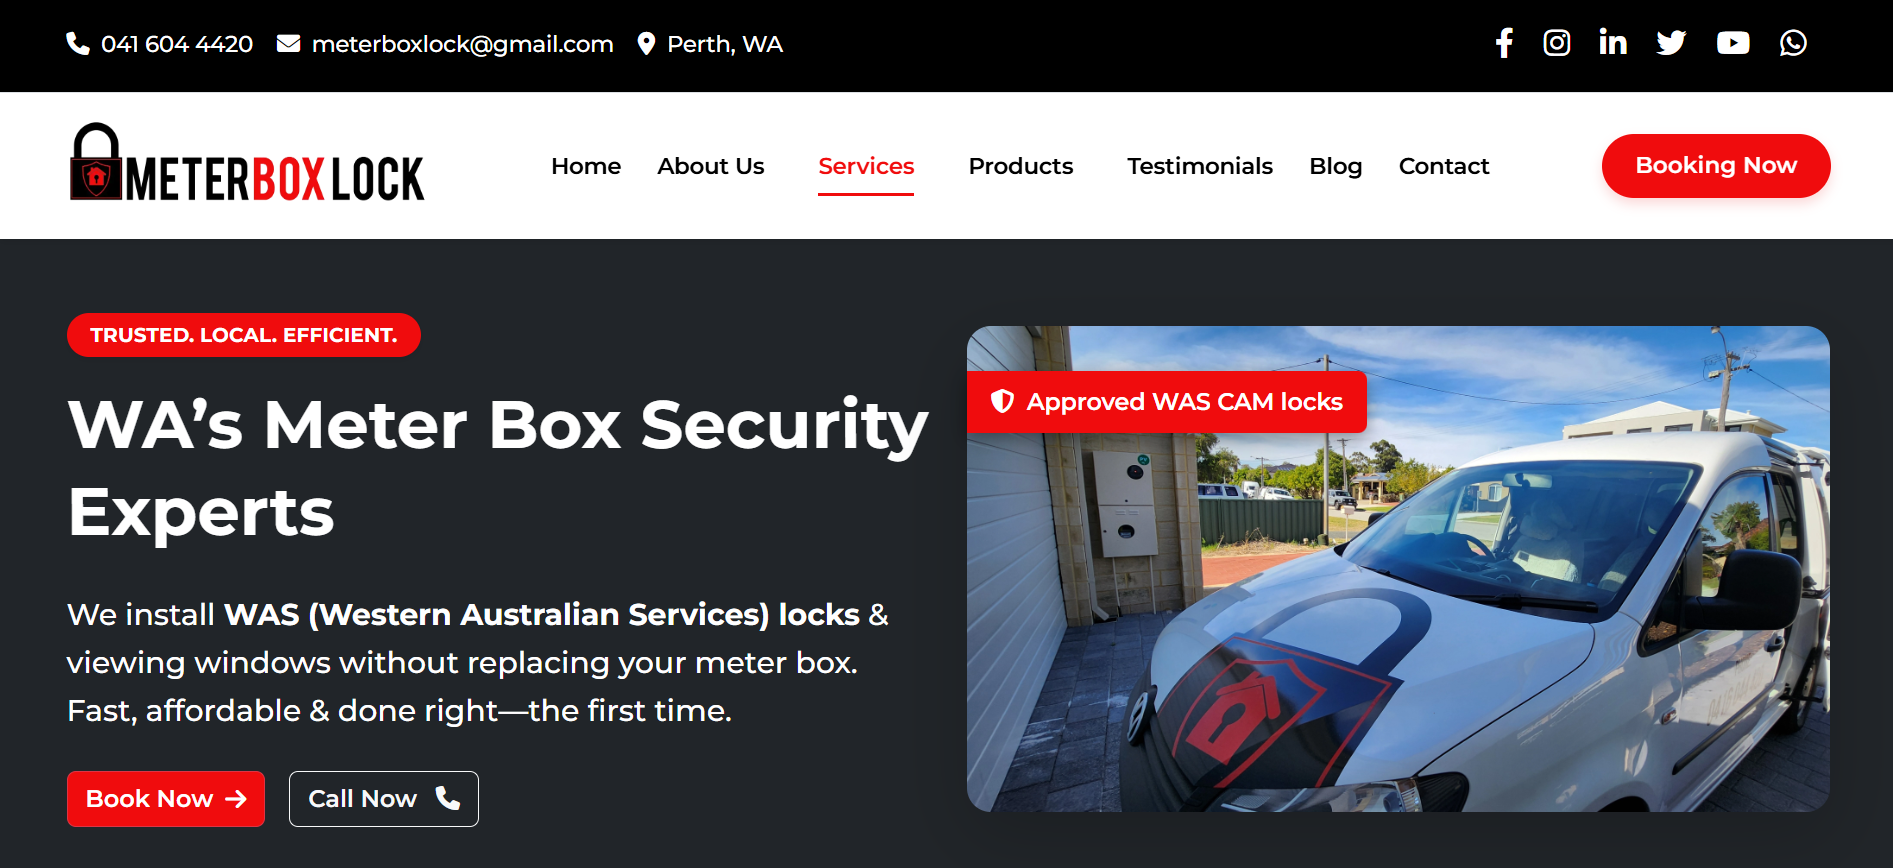 041 604 4420 meterboxlock@gmail.com Perth, WA
METERBOXLOCK
Home About Us Services Products Testimonials Blog Contact Booking Now
TRUSTED. LOCAL. EFFICIENT.
WA’s Meter Box Security
Experts
We install WAS (Western Australian Services) locks &
viewing windows without replacing your meter box.
Fast, affordable & done right—the first time.
Book Now Call Now
Approved WAS CAM locks